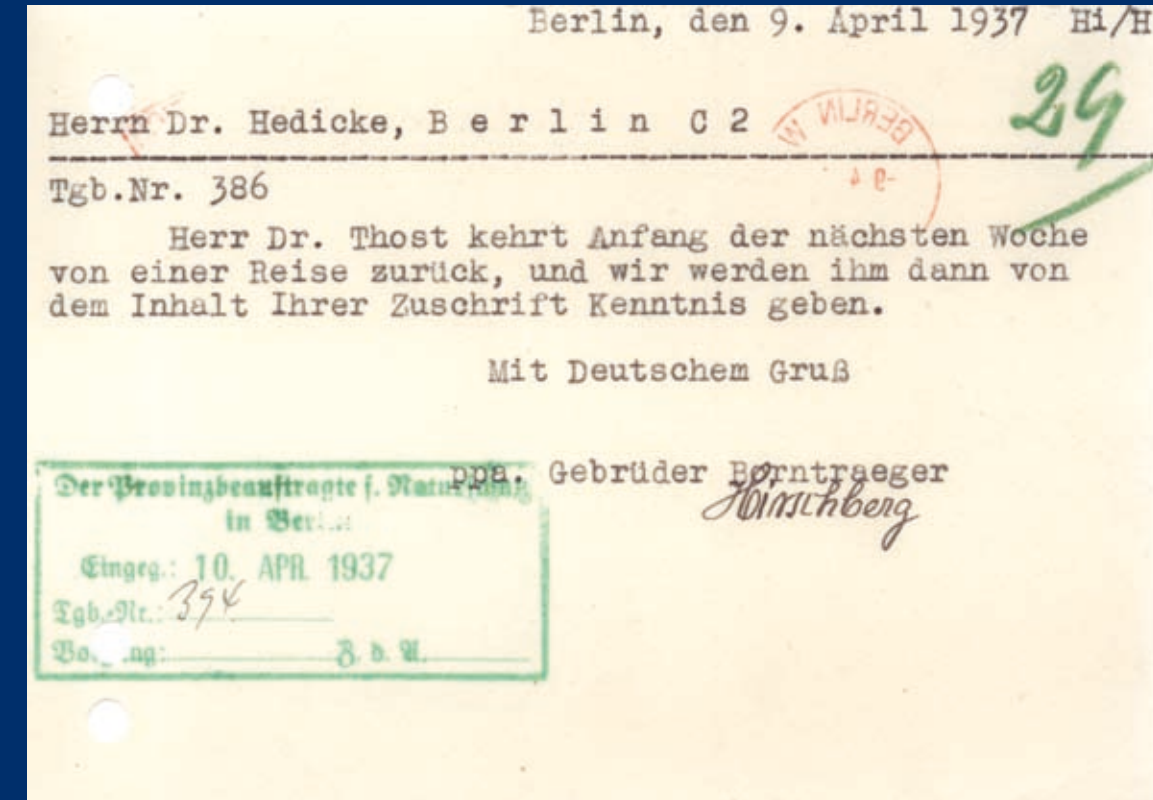 Berlin, den 9. April 1937 Hi/H
29
Herrn Dr. Hedicke, B e r l i n C 2
BERLIN W
Tgb.Nr. 386
Herr Dr. Thost kehrt Anfang der nächsten Woche
von einer Reise zurück, und wir werden ihm dann von
dem Inhalt Ihrer Zuschrift Kenntnis geben.
Mit Deutschem Gruß
ppa. Gebrüder Borntraeger
Hirschberg
Der Provinzbeauftragte f.
in
Eingeg.: 10. APR. 1937
Tgb.-Nr.: 394
Z. d. A.